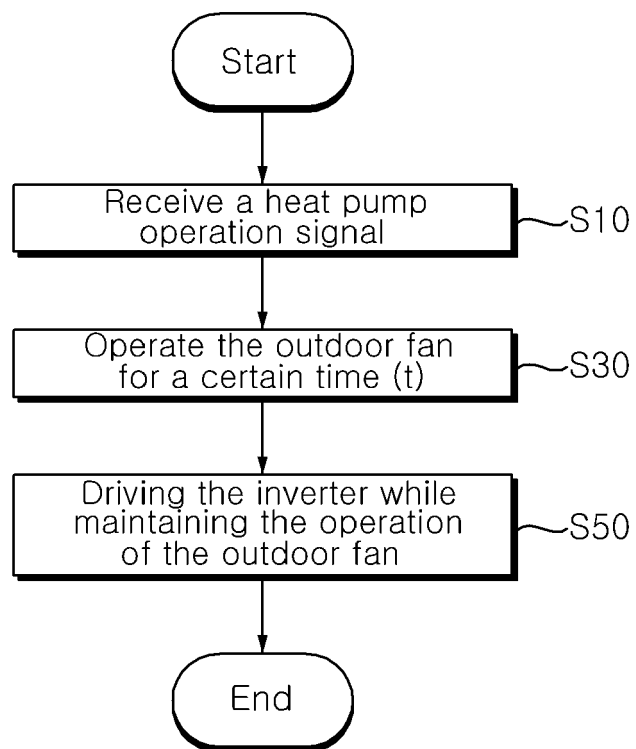 Start
Receive a heat pump
operation signal
S10
Operate the outdoor fan
for a certain time (t)
S30
Driving the inverter while
maintaining the operation
of the outdoor fan
S50
End